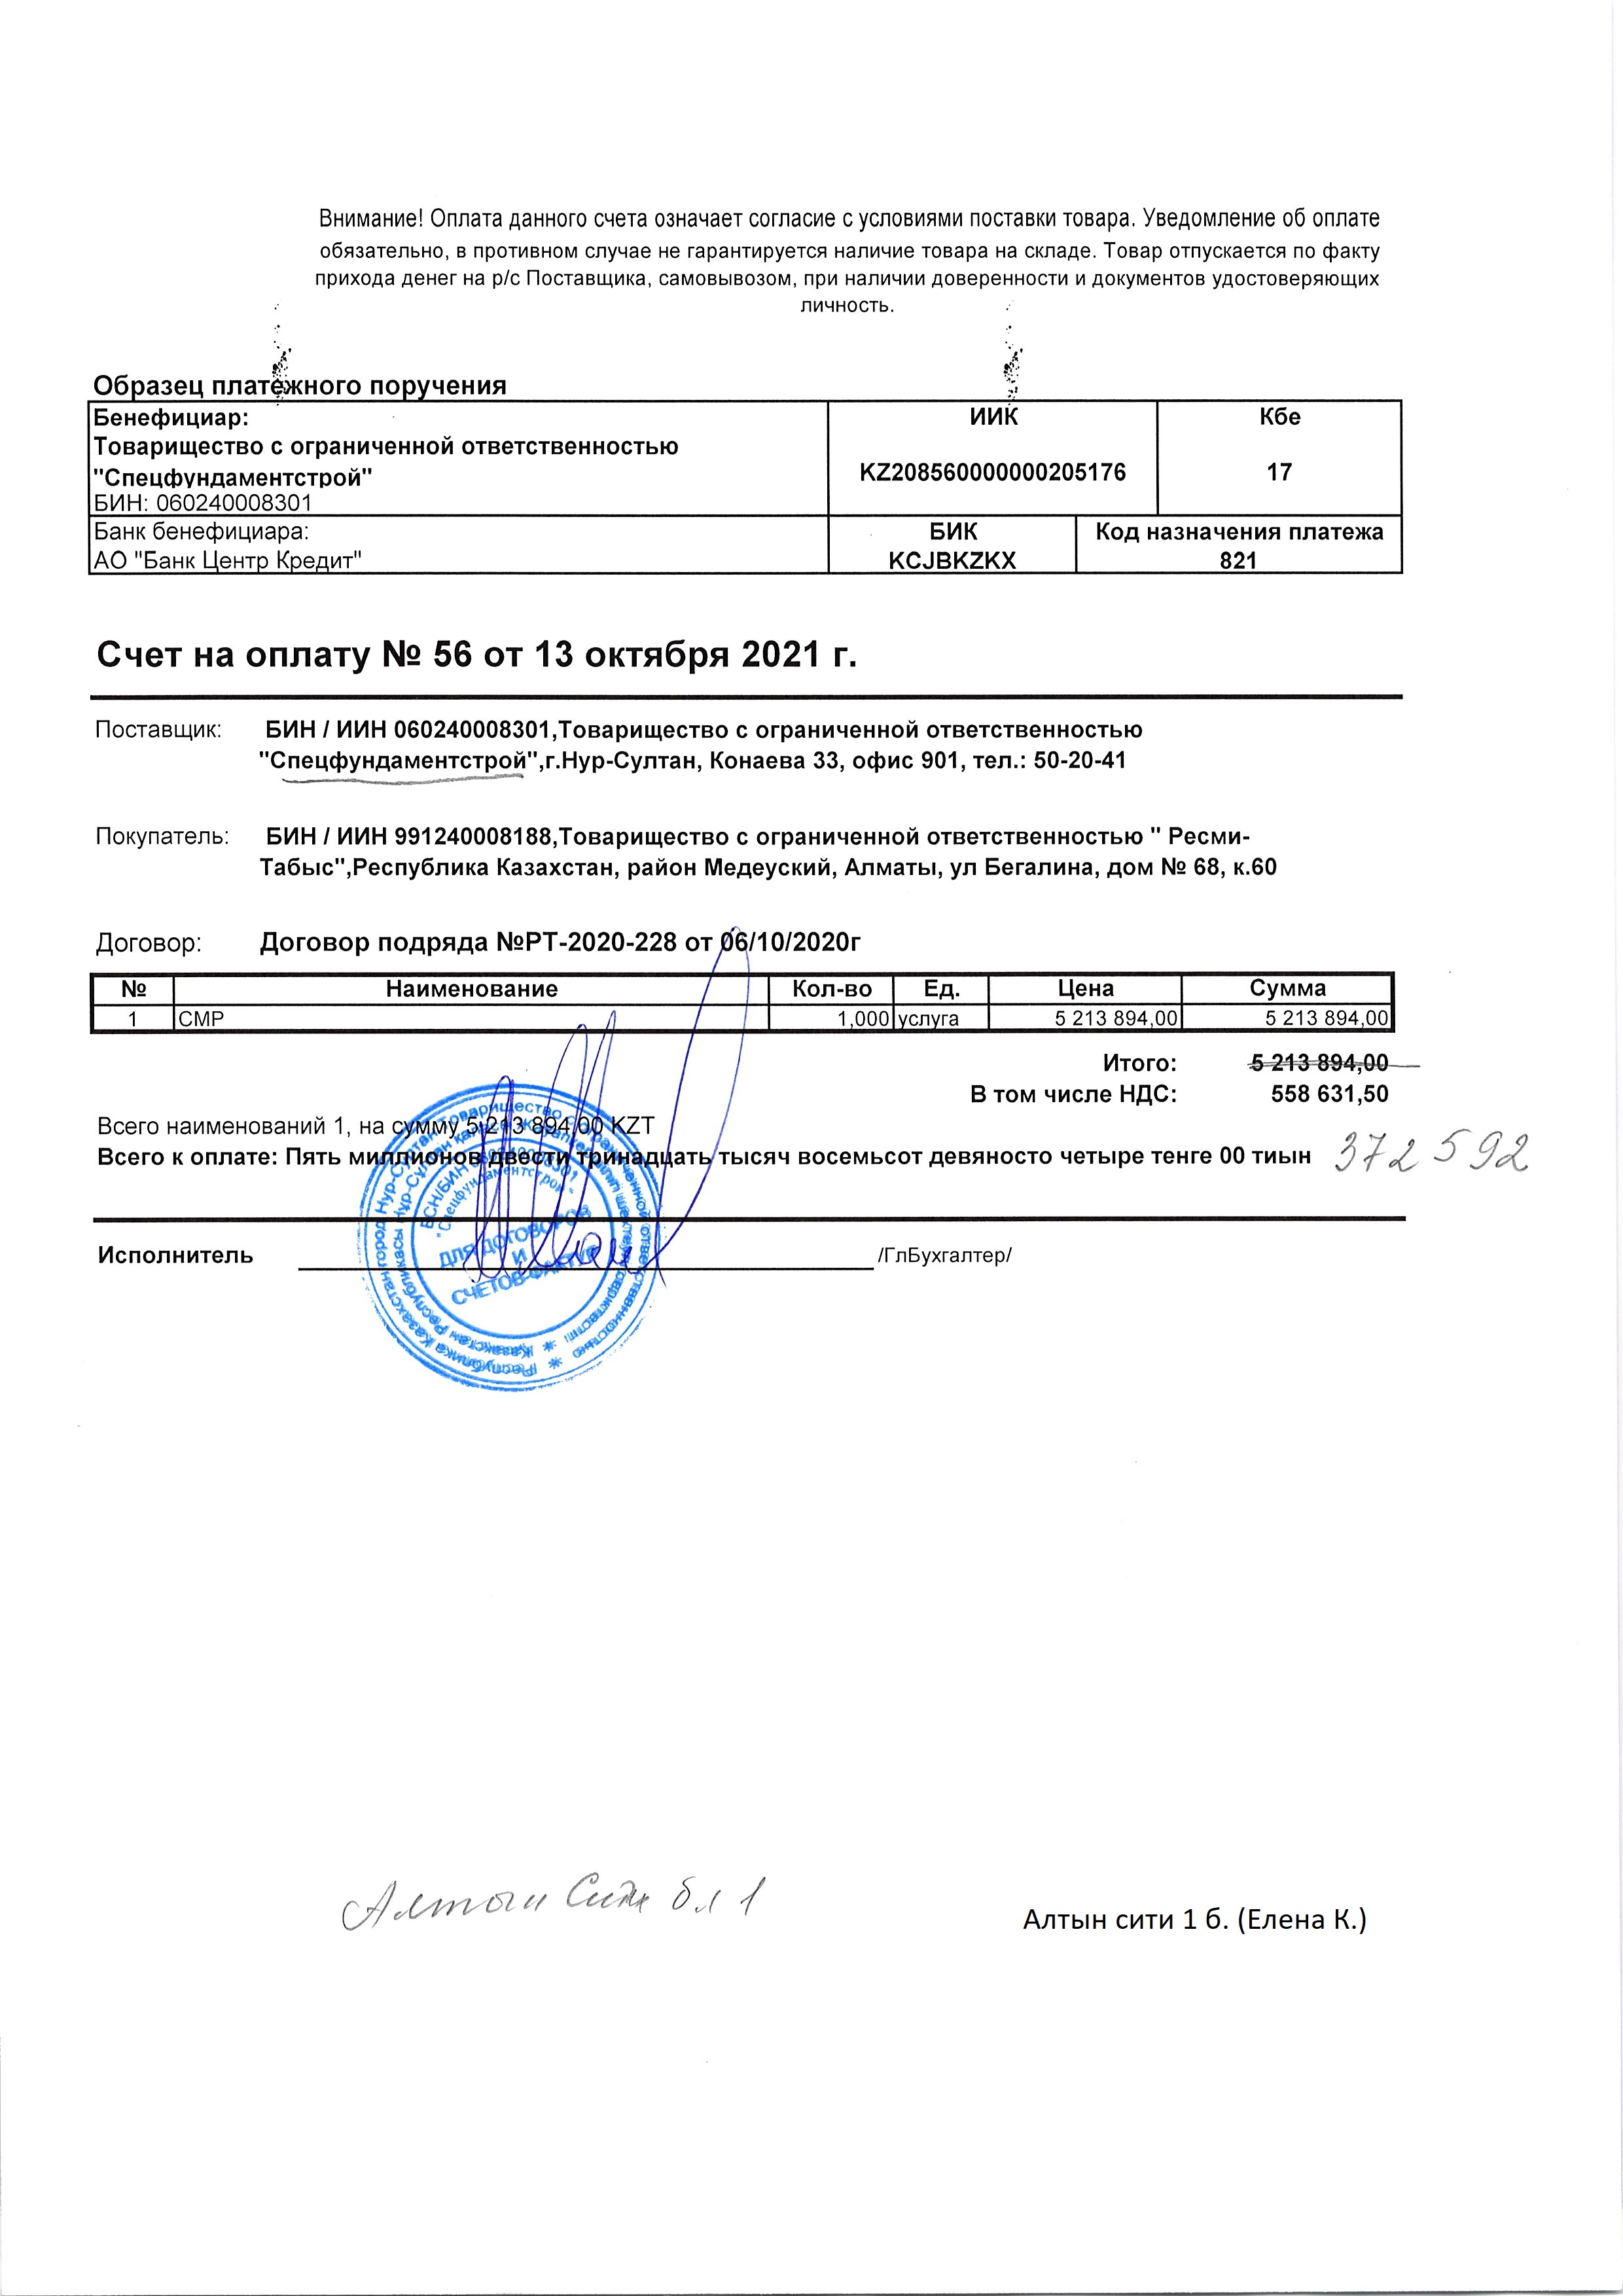 Внимание! Оплата данного счета означает согласие с условиями поставки товара. Уведомление об оплате
обязательно, в противном случае не гарантируется наличие товара на складе. Товар отпускается по факту
прихода денег на р/с Поставщика, самовывозом, при наличии доверенности и документов удостоверяющих
личность.
Образец платежного поручения
Бенефициар: ИИК Кбе
Товарищество с ограниченной ответственностью
"Спецфундаментстрой" KZ208560000000205176 17
БИН: 060240008301
Банк бенефициара: БИК Код назначения платежа
АО "Банк Центр Кредит" KCJBKZKX 821
Счет на оплату № 56 от 13 октября 2021 г.
Поставщик: БИН / ИИН 060240008301,Товарищество с ограниченной ответственностью
"Спецфундаментстрой",г.Нур-Султан, Конаева 33, офис 901, тел.: 50-20-41
Покупатель: БИН / ИИН 991240008188,Товарищество с ограниченной ответственностью " Ресми-
Табыс",Республика Казахстан, район Медеуский, Алматы, ул Бегалина, дом № 68, к.60
Договор: Договор подряда №РТ-2020-228 от 06/10/2020г
№ Наименование Кол-во Ед. Цена Сумма
1 СМР 1,000 услуга 5 213 894,00 5 213 894,00
Итого: 5 213 894,00
В том числе НДС: 558 631,50
Всего наименований 1, на сумму 5 213 894,00 KZT
Всего к оплате: Пять миллионов двести тринадцать тысяч восемьсот девяносто четыре тенге 00 тиын
372 592
Исполнитель /ГлБухгалтер/
Республика Казахстан город Нур-Султан Товарищество с ограниченной ответственностью
БСН/БИН 060240008301
"Спецфундаментстрой"
ДЛЯ ДОГОВОРОВ
И
СЧЕТОВ-ФАКТУР
Алтын Сити бл 1
Алтын сити 1 б. (Елена К.)